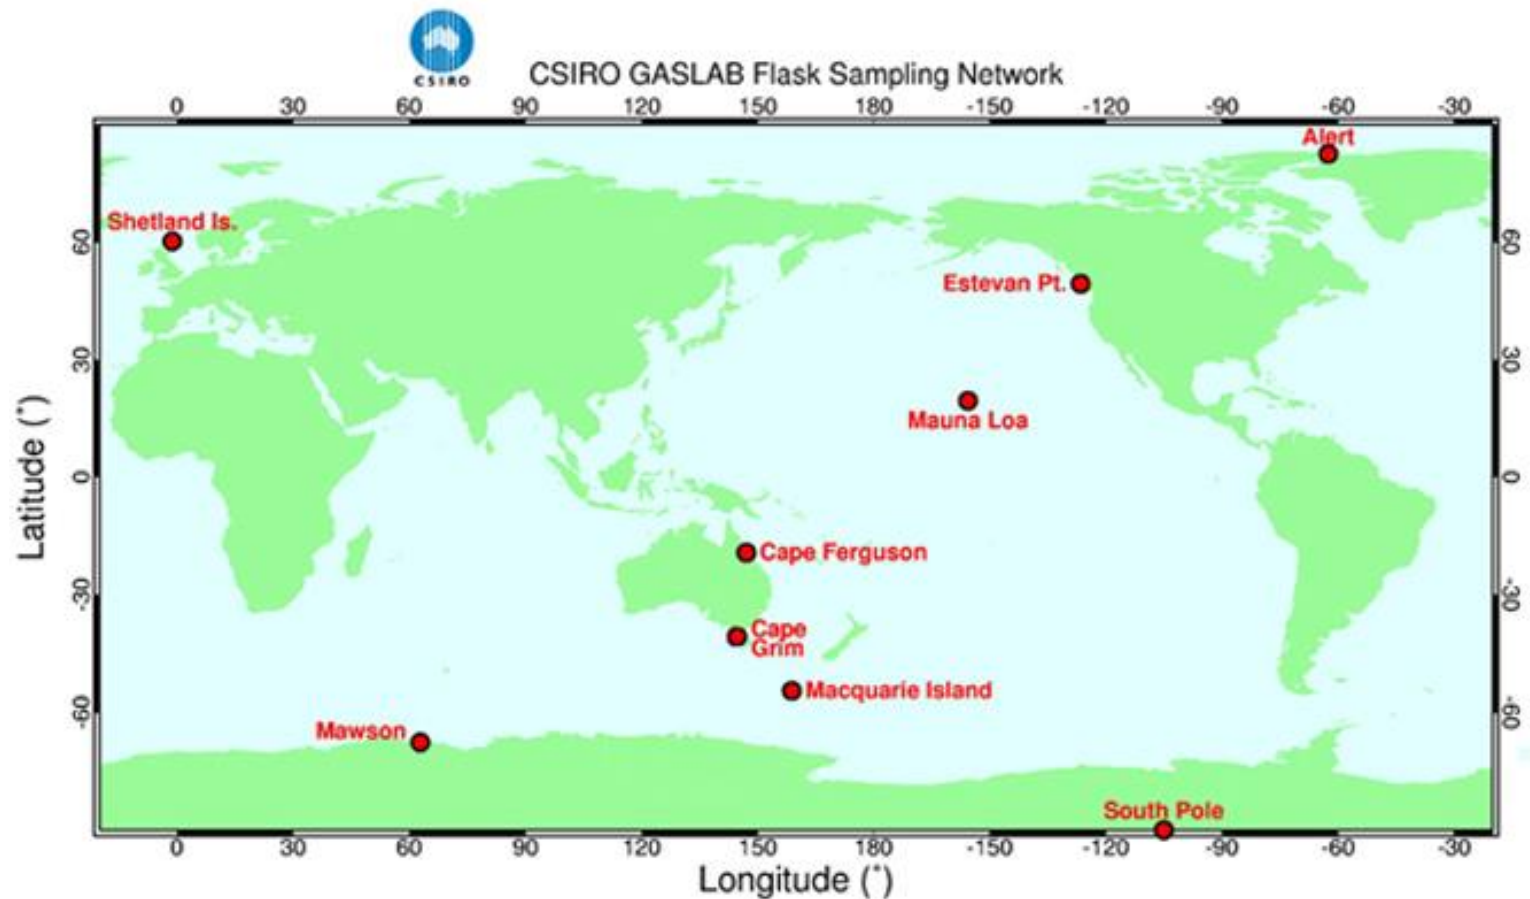 CSIRO
CSIRO GASLAB Flask Sampling Network
0 30 60 90 120 150 180 -150 -120 -90 -60 -30
Alert
Shetland Is.
60 60
Estevan Pt.
30 30
Mauna Loa
Latitude (°)
0 0
Cape Ferguson
-30 -30
Cape
Grim
Macquarie Island
-60 -60
Mawson
South Pole
0 30 60 90 120 150 180 -150 -120 -90 -60 -30
Longitude (°)